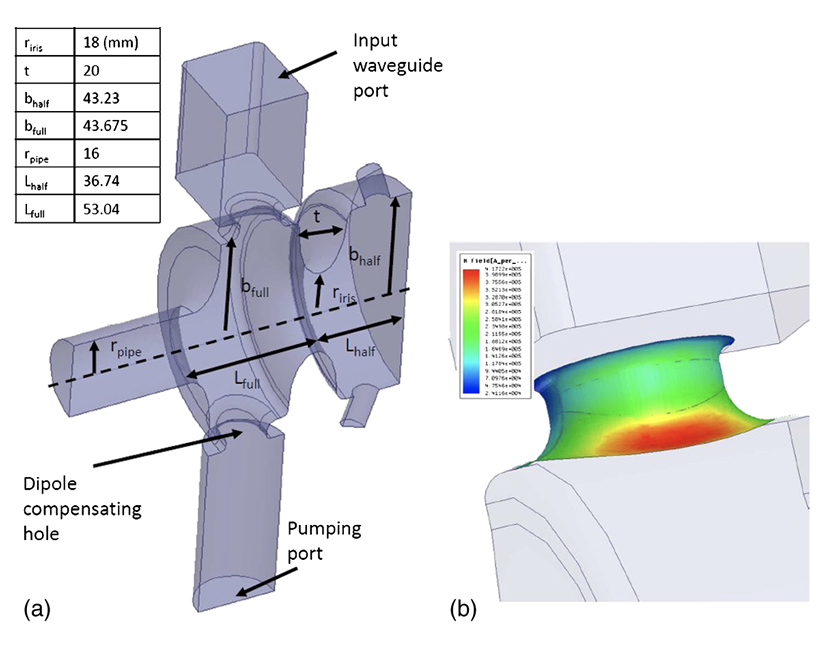 r_iris 18 (mm)
t 20
b_half 43.23
b_full 43.675
r_pipe 16
L_half 36.74
L_full 53.04
Input
waveguide
port
t
b_half
b_full
r_iris
r_pipe
L_half
L_full
Dipole
compensating
hole
Pumping
port
(a)
(b)